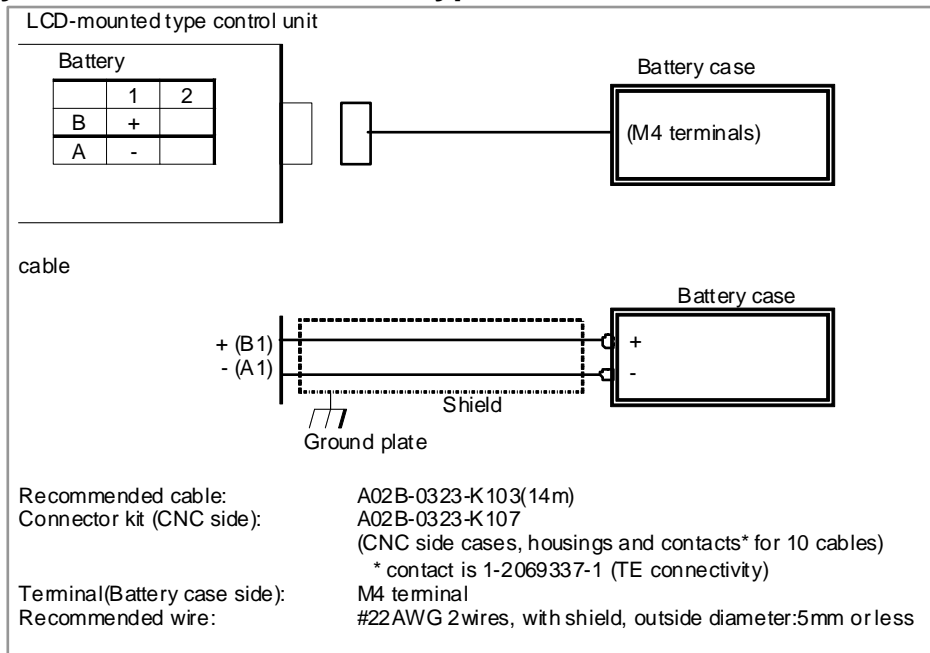 LCD-mounted type control unit
Battery
1 2
B +
A -
Battery case
(M4 terminals)
cable
Battery case
+ (B1)
- (A1)
+
-
Shield
Ground plate
Recommended cable: A02B-0323-K103(14m)
Connector kit (CNC side): A02B-0323-K107
(CNC side cases, housings and contacts* for 10 cables)
* contact is 1-2069337-1 (TE connectivity)
Terminal(Battery case side): M4 terminal
Recommended wire: #22AWG 2wires, with shield, outside diameter:5mm or less